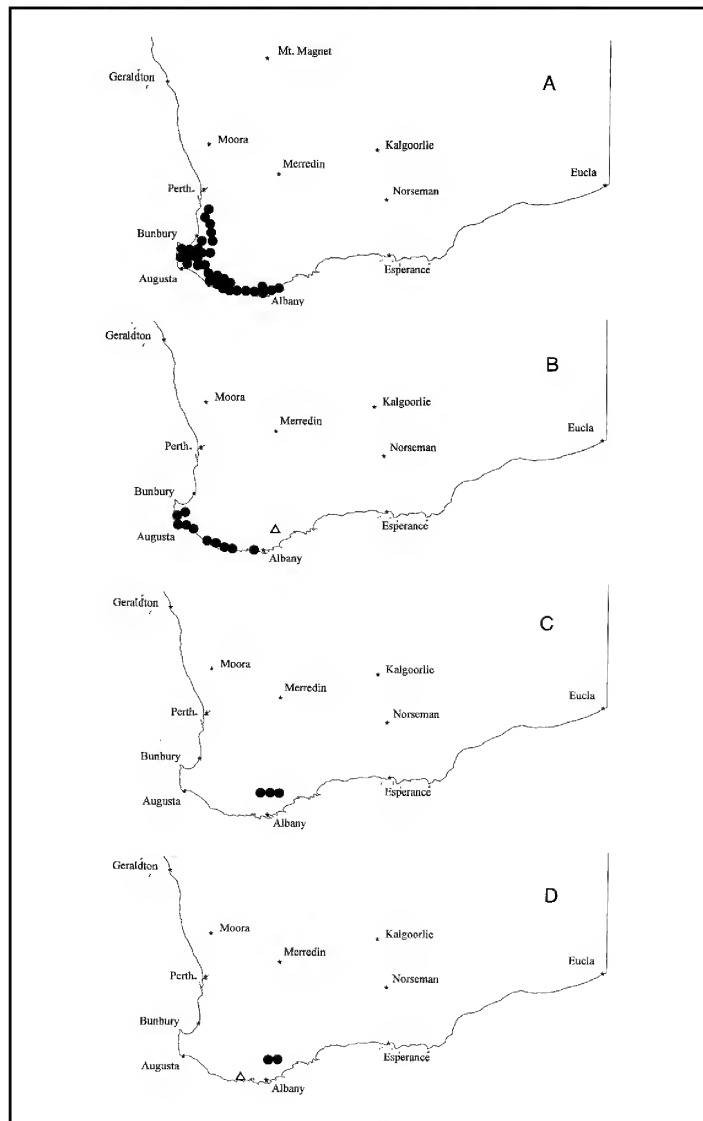 Mt. Magnet
Geraldton
A
Moora
Kalgoorlie
Merredin
Eucla
Perth
Norseman
Bunbury
Esperance
Augusta
Albany
Geraldton
B
Moora
Kalgoorlie
Merredin
Eucla
Perth
Norseman
Bunbury
Esperance
Augusta
Albany
Geraldton
C
Moora
Kalgoorlie
Merredin
Eucla
Perth
Norseman
Bunbury
Esperance
Augusta
Albany
Geraldton
D
Moora
Kalgoorlie
Merredin
Eucla
Perth
Norseman
Bunbury
Esperance
Augusta
Albany